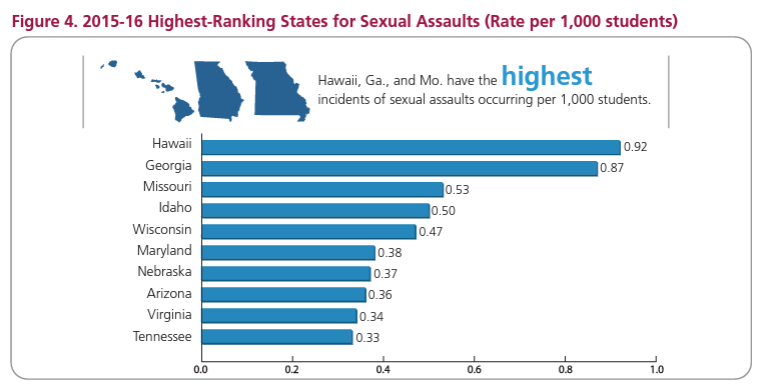 Figure 4. 2015-16 Highest-Ranking States for Sexual Assaults (Rate per 1,000 students)
Hawaii, Ga., and Mo. have the highest
incidents of sexual assaults occurring per 1,000 students.
Hawaii 0.92
Georgia 0.87
Missouri 0.53
Idaho 0.50
Wisconsin 0.47
Maryland 0.38
Nebraska 0.37
Arizona 0.36
Virginia 0.34
Tennessee 0.33
0.0 0.2 0.4 0.6 0.8 1.0